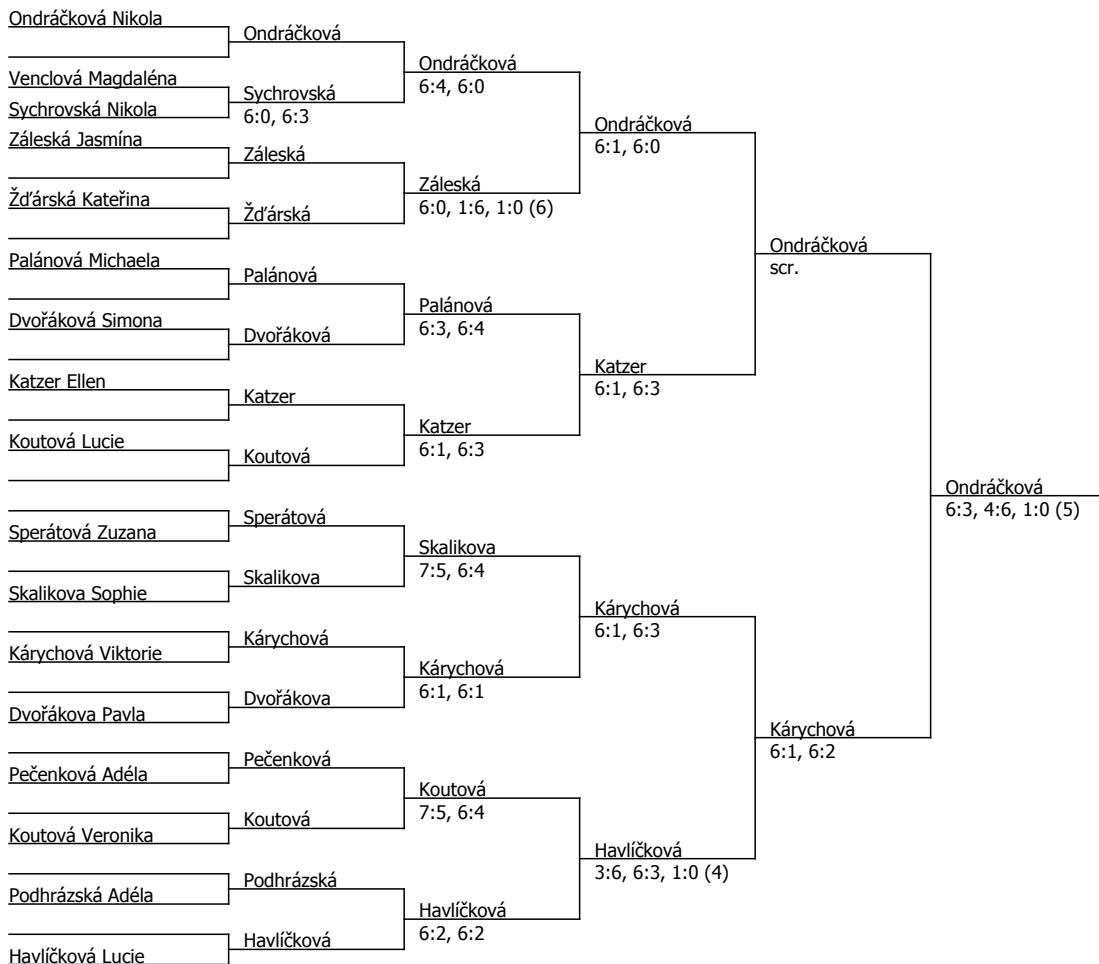 Ondráčková Nikola
Ondráčková
Ondráčková
6:4, 6:0
Venclová Magdaléna
Sychrovská
6:0, 6:3
Sychrovská Nikola
Ondráčková
6:1, 6:0
Záleská Jasmína
Záleská
Záleská
6:0, 1:6, 1:0 (6)
Žďárská Kateřina
Žďárská
Ondráčková
scr.
Palánová Michaela
Palánová
Palánová
6:3, 6:4
Dvořáková Simona
Dvořáková
Katzer
6:1, 6:3
Katzer Ellen
Katzer
Katzer
6:1, 6:3
Koutová Lucie
Koutová
Ondráčková
6:3, 4:6, 1:0 (5)
Sperátová Zuzana
Sperátová
Skalikova
7:5, 6:4
Skalikova Sophie
Skalikova
Kárychová
6:1, 6:3
Kárychová Viktorie
Kárychová
Kárychová
6:1, 6:1
Dvořákova Pavla
Dvořákova
Kárychová
6:1, 6:2
Pečenková Adéla
Pečenková
Koutová
7:5, 6:4
Koutová Veronika
Koutová
Havlíčková
3:6, 6:3, 1:0 (4)
Podhrázská Adéla
Podhrázská
Havlíčková
6:2, 6:2
Havlíčková Lucie
Havlíčková